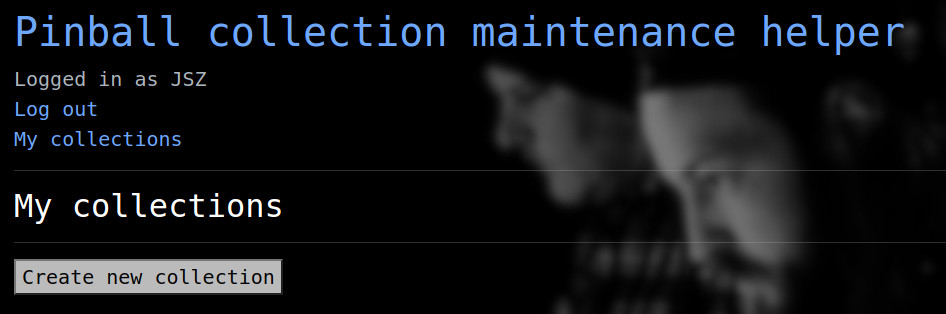 Pinball collection maintenance helper
Logged in as JSZ
Log out
My collections
My collections
Create new collection